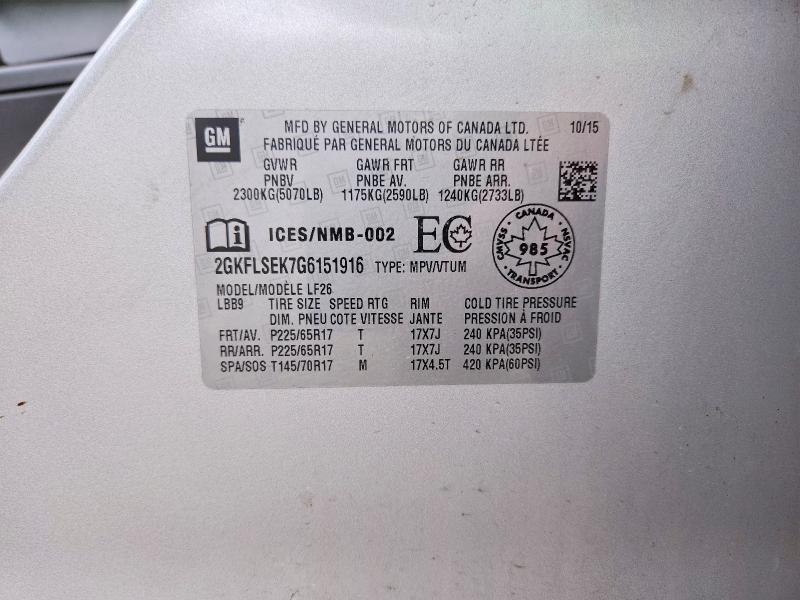 GM
MFD BY GENERAL MOTORS OF CANADA LTD. 10/15
FABRIQUÉ PAR GENERAL MOTORS DU CANADA LTÉE
GVWR GAWR FRT GAWR RR
PNBV PNBE AV. PNBE ARR.
2300KG(5070LB) 1175KG(2590LB) 1240KG(2733LB)
i ICES/NMB-002 EC CANADA CMVSS NSVAC 985 TRANSPORT
2GKFLSEK7G6151916 TYPE: MPV/VTUM
MODEL/MODÈLE LF26
LBB9 TIRE SIZE SPEED RTG RIM COLD TIRE PRESSURE
DIM. PNEU COTE VITESSE JANTE PRESSION À FROID
FRT/AV. P225/65R17 T 17X7J 240 KPA(35PSI)
RR/ARR. P225/65R17 T 17X7J 240 KPA(35PSI)
SPA/SOS T145/70R17 M 17X4.5T 420 KPA(60PSI)